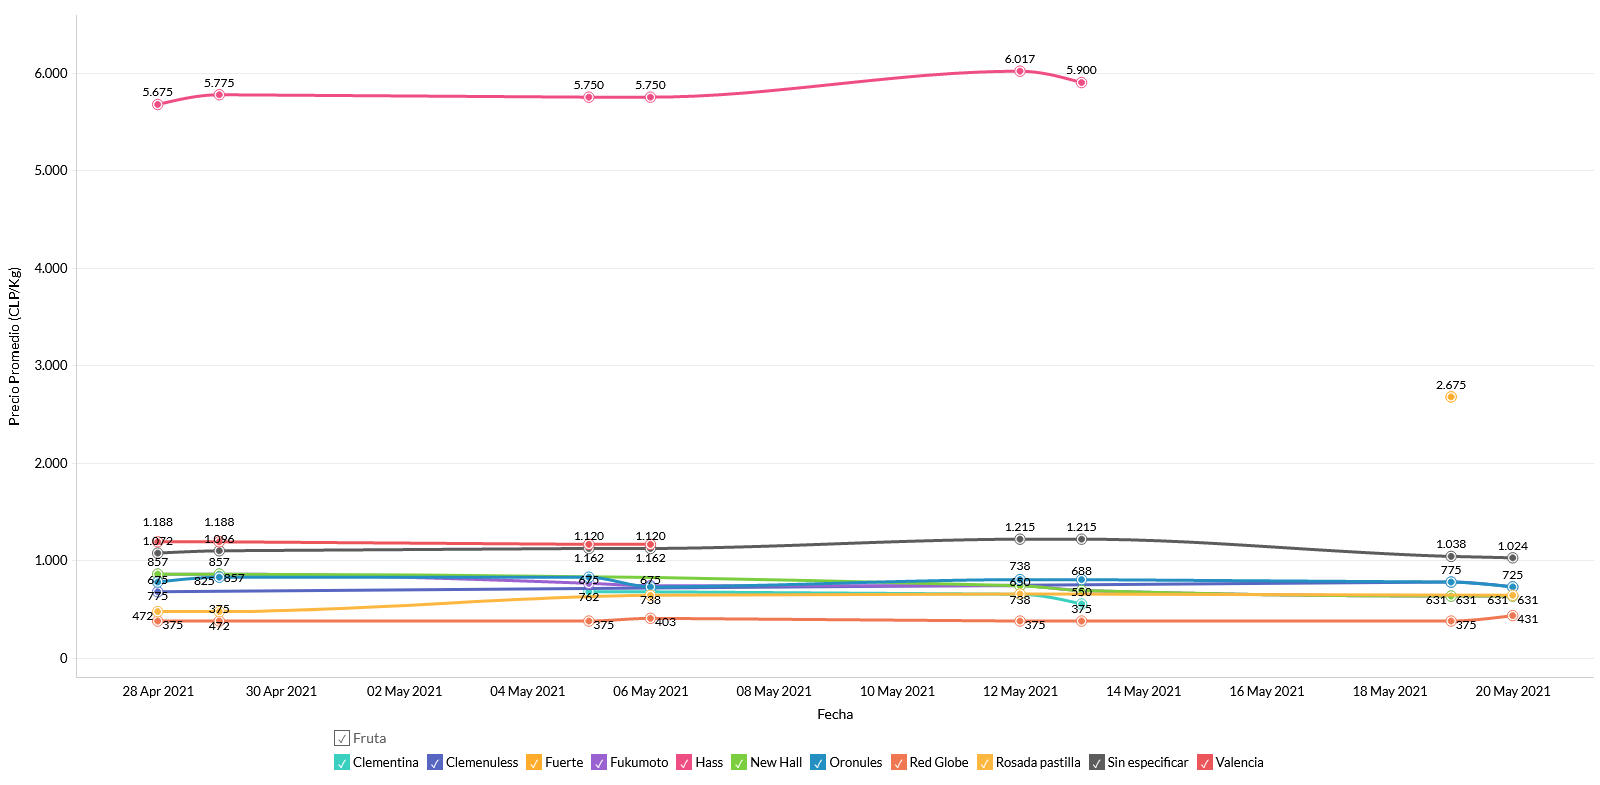 6.000
5.000
4.000
3.000
2.000
1.000
0
Precio Promedio (CLP/Kg)
5.675
5.775
5.750
5.750
6.017
5.900
2.675
1.188
1.188
1.072
1.096
1.120
1.120
1.162
1.162
1.215
1.215
1.038
1.024
857
857
675
825
857
775
675
762
675
738
738
650
738
688
550
375
775
725
631
631
631
631
472
375
375
472
375
403
375
375
431
28 Apr 2021
30 Apr 2021
02 May 2021
04 May 2021
06 May 2021
08 May 2021
10 May 2021
12 May 2021
14 May 2021
16 May 2021
18 May 2021
20 May 2021
Fecha
Fruta
Clementina
Clemenuless
Fuerte
Fukumoto
Hass
New Hall
Oronules
Red Globe
Rosada pastilla
Sin especificar
Valencia